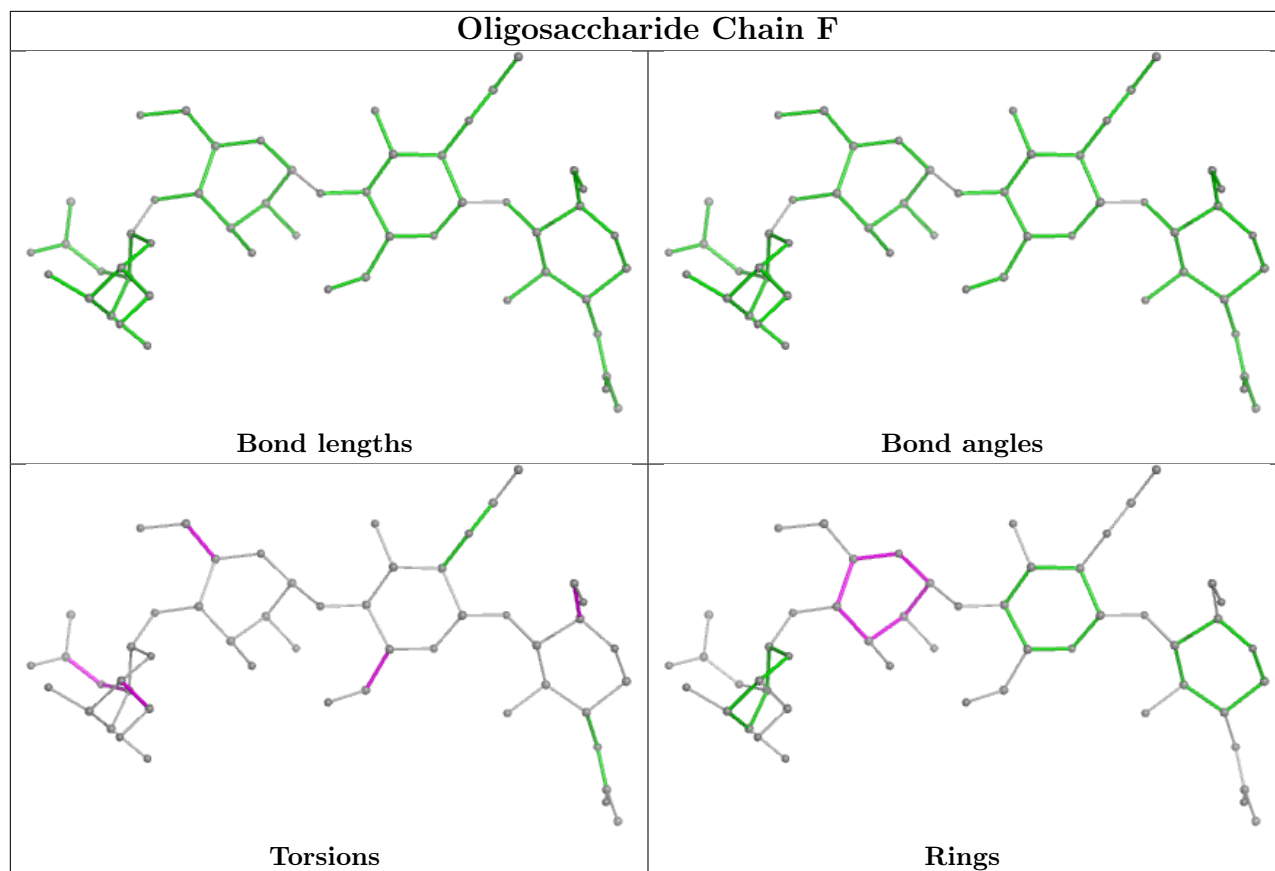 Oligosaccharide Chain F
Bond lengths
Bond angles
Torsions
Rings